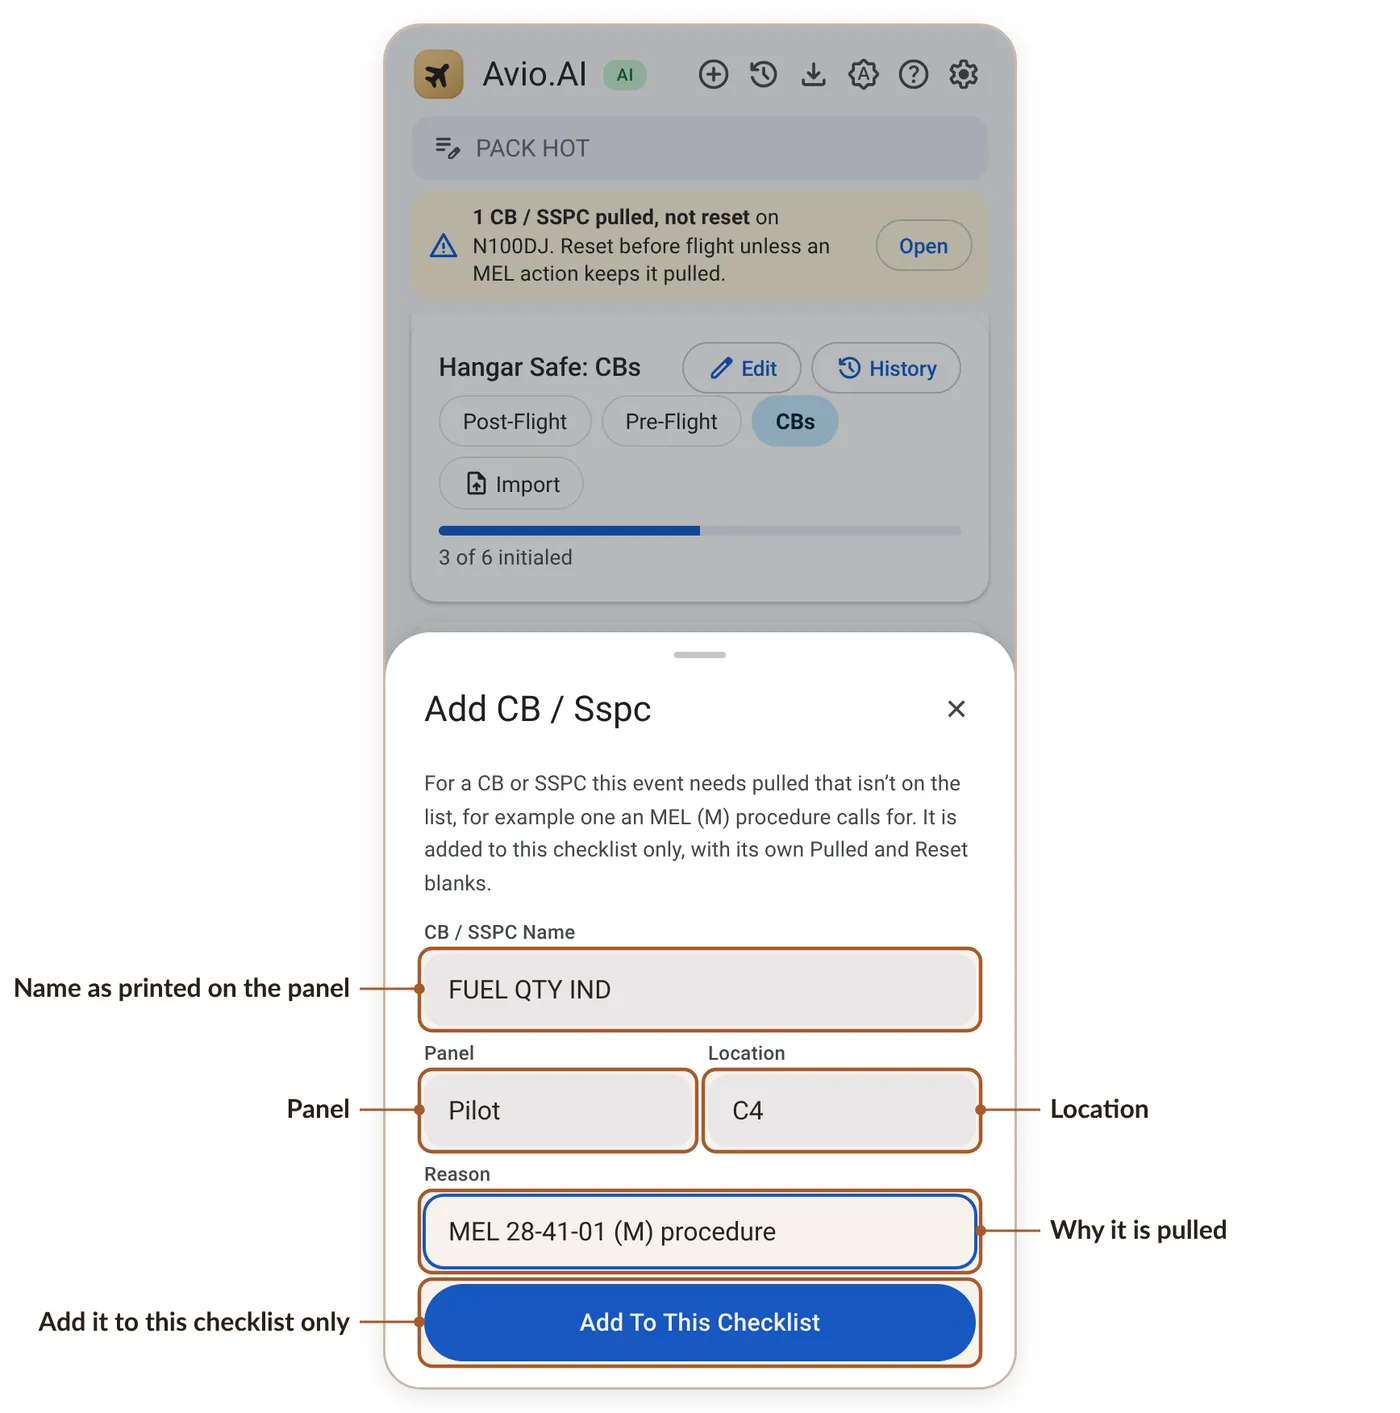 Avio.AI AI
PACK HOT
1 CB / SSPC pulled, not reset on
N100DJ. Reset before flight unless an
MEL action keeps it pulled.
Open
Hangar Safe: CBs
Edit
History
Post-Flight
Pre-Flight
CBs
Import
3 of 6 initialed
Add CB / Sspc
For a CB or SSPC this event needs pulled that isn’t on the
list, for example one an MEL (M) procedure calls for. It is
added to this checklist only, with its own Pulled and Reset
blanks.
CB / SSPC Name
Name as printed on the panel
FUEL QTY IND
Panel
Location
Panel
Pilot
C4
Location
Reason
MEL 28-41-01 (M) procedure
Why it is pulled
Add it to this checklist only
Add To This Checklist